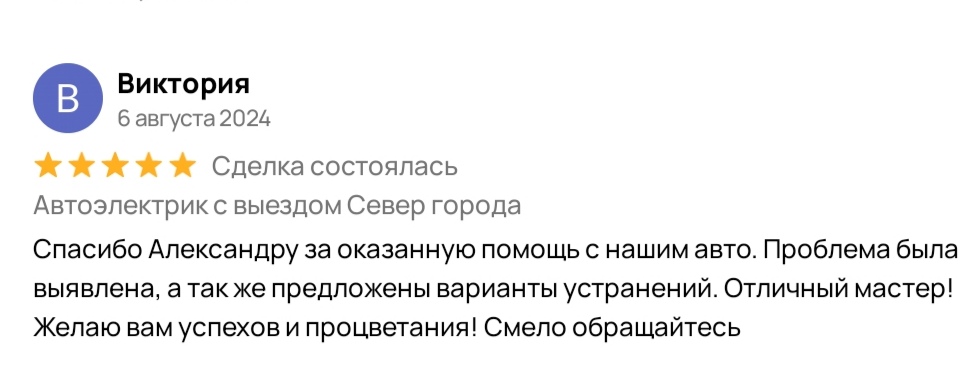 В
Виктория
6 августа 2024
Сделка состоялась
Автоэлектрик с выездом Север города
Спасибо Александру за оказанную помощь с нашим авто. Проблема была
выявлена, а так же предложены варианты устранений. Отличный мастер!
Желаю вам успехов и процветания! Смело обращайтесь